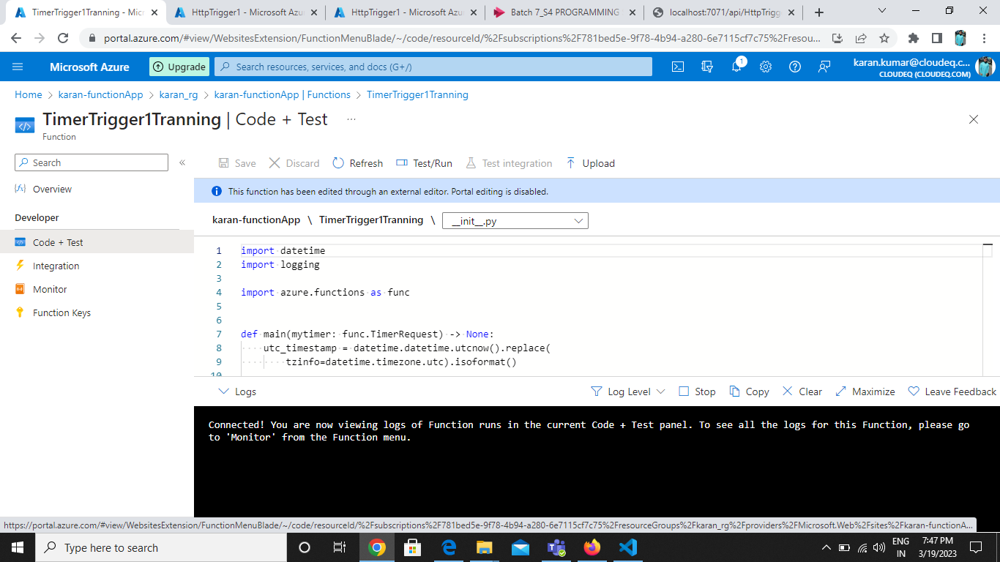 TimerTrigger1Tranning - Micr
HttpTrigger1 - Microsoft Azu
HttpTrigger1 - Microsoft Azu
Batch 7_S4 PROGRAMMING
localhost:7071/api/HttpTrigg
portal.azure.com/#view/WebsitesExtension/FunctionMenuBlade/~/code/resourceId/%2Fsubscriptions%2F781bed5e-9f78-4b94-a280-6e7115cf7c75%2Fresou...
Microsoft Azure
Upgrade
Search resources, services, and docs (G+/)
1
karan.kumar@cloudeq.c...
CLOUDEQ (CLOUDEQ.COM)
Home > karan-functionApp > karan_rg > karan-functionApp | Functions > TimerTrigger1Tranning
TimerTrigger1Tranning | Code + Test ...
Function
Search
«
Save
Discard
Refresh
Test/Run
Test integration
Upload
Overview
Developer
Code + Test
Integration
Monitor
Function Keys
This function has been edited through an external editor. Portal editing is disabled.
karan-functionApp \ TimerTrigger1Tranning \ __init__.py
1 import datetime
2 import logging
3
4 import azure.functions as func
5
6
7 def main(mytimer: func.TimerRequest) -> None:
8 utc_timestamp = datetime.datetime.utcnow().replace(
9 tzinfo=datetime.timezone.utc).isoformat()
10
Logs
Log Level
Stop
Copy
Clear
Maximize
Leave Feedback
Connected! You are now viewing logs of Function runs in the current Code + Test panel. To see all the logs for this Function, please go
to 'Monitor' from the Function menu.
https://portal.azure.com/#view/WebsitesExtension/FunctionMenuBlade/~/code/resourceId/%2Fsubscriptions%2F781bed5e-9f78-4b94-a280-6e7115cf7c75%2FresourceGroups%2Fkaran_rg%2Fproviders%2FMicrosoft.Web%2Fsites%2Fkaran-functionA...
Type here to search
ENG
IN
7:47 PM
3/19/2023